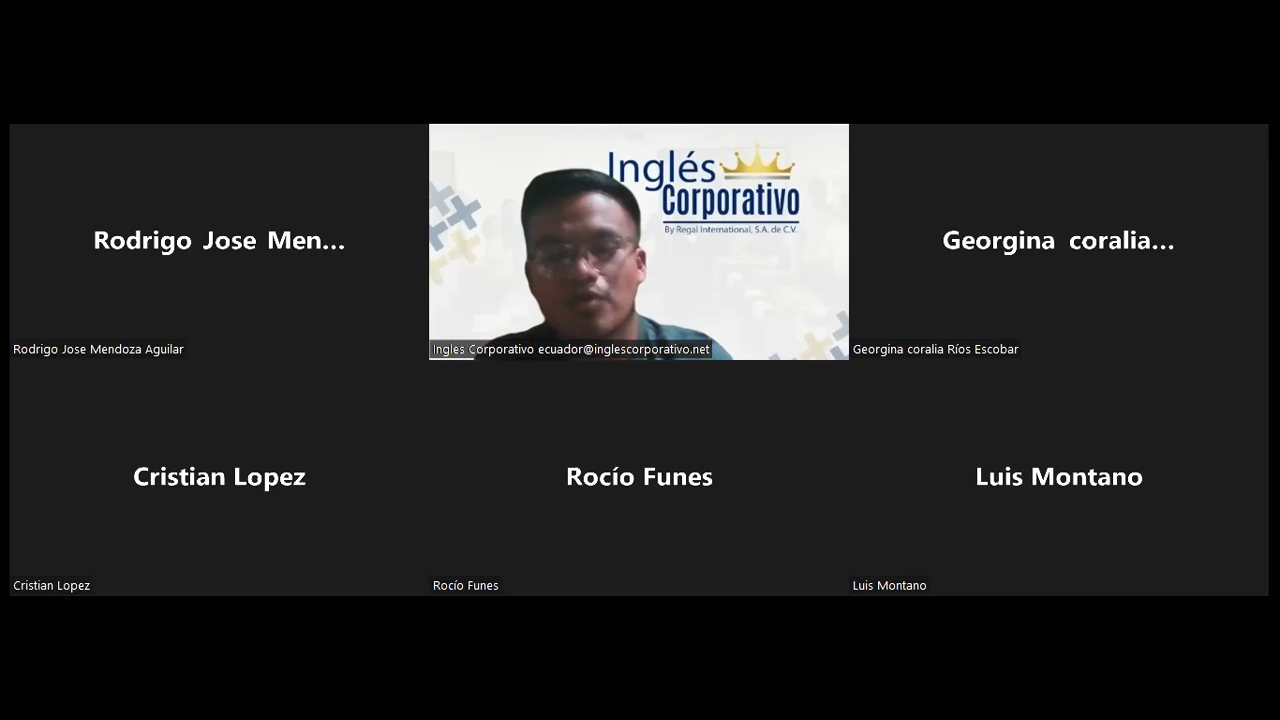 Rodrigo Jose Men...
Rodrigo Jose Mendoza Aguilar
Inglés
Corporativo
By Regal International, S.A. de C.V.
Ingles Corporativo ecuador@inglescorporativo.net
Georgina coralia...
Georgina coralia Ríos Escobar
Cristian Lopez
Cristian Lopez
Rocío Funes
Rocío Funes
Luis Montano
Luis Montano